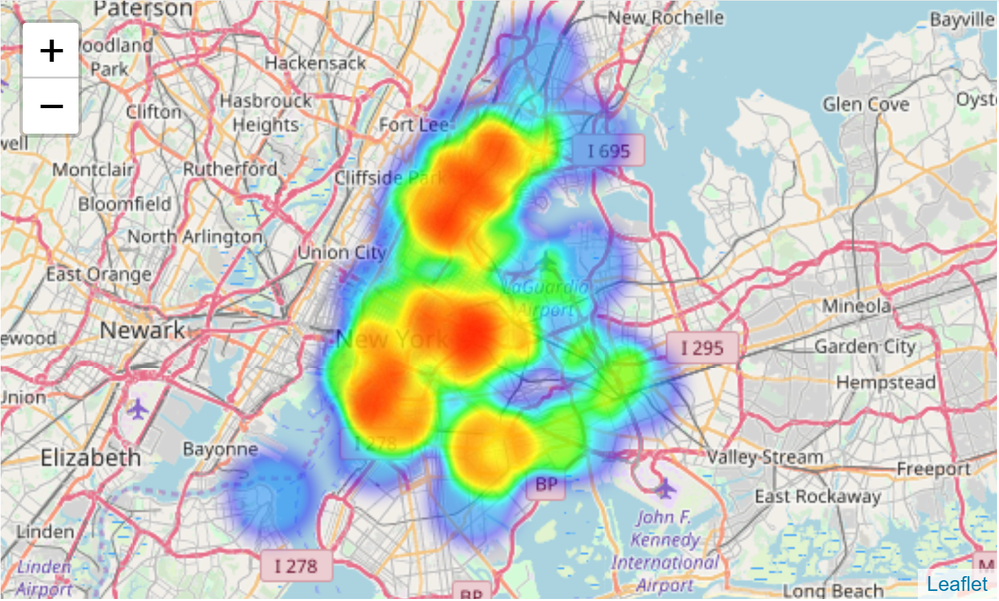 Paterson
New Rochelle
Bayville
+
oodland
Park
Hackensack
−
Hasbrouck
Heights
Clifton
Glen Cove
Oyst
Fort Lee
well
I 695
Montclair
Rutherford
Cliffside Park
Bloomfield
North Arlington
Union City
East Orange
LaGuardia
Airport
Mineola
Newark
ewood
New York
I 295
Garden City
Hempstead
Union
I 278
Bayonne
Elizabeth
Valley Stream
Freeport
BP
East Rockaway
John F.
Kennedy
International
Airport
Linden
I 278
Linden
Airport
M
BP
Long Beach
Leaflet